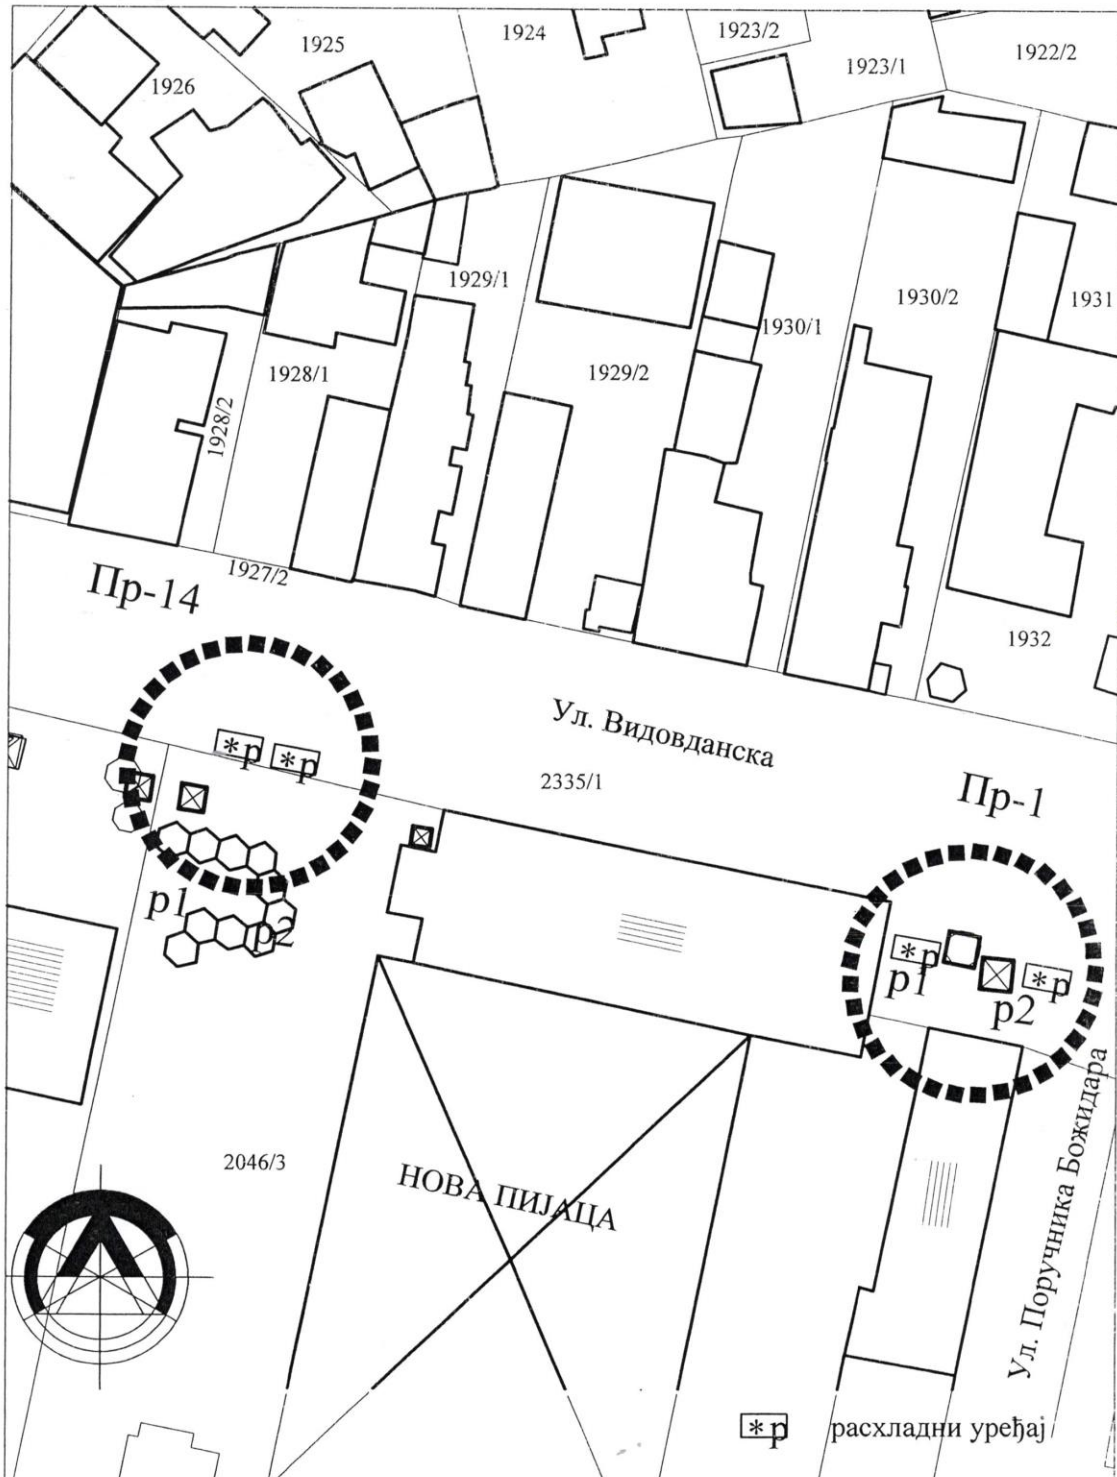 1925
1924
1923/2
1923/1
1922/2
1926
1929/1
1930/2
1931
1930/1
1928/1
1929/2
1928/2
1927/2
Пр-14
1932
Ул. Видовданска
*р
*р
2335/1
Пр-1
р1
р2
*р
*р
р1
р2
2046/3
НОВА ПИЈАЦА
Ул. Поручника Божидара
*р расхладни уређај